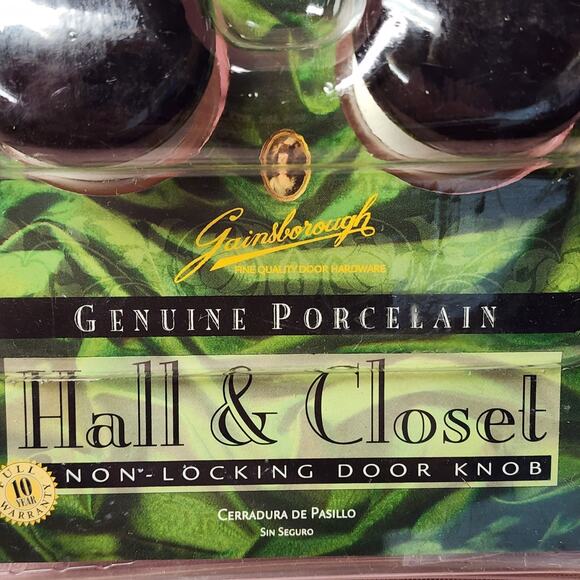 Gainsborough
FINE QUALITY DOOR HARDWARE
GENUINE PORCELAIN
Hall & Closet
NON-LOCKING DOOR KNOB
FULL
10
YEAR
WARRANTY
CERRADURA DE PASILLO
SIN SEGURO